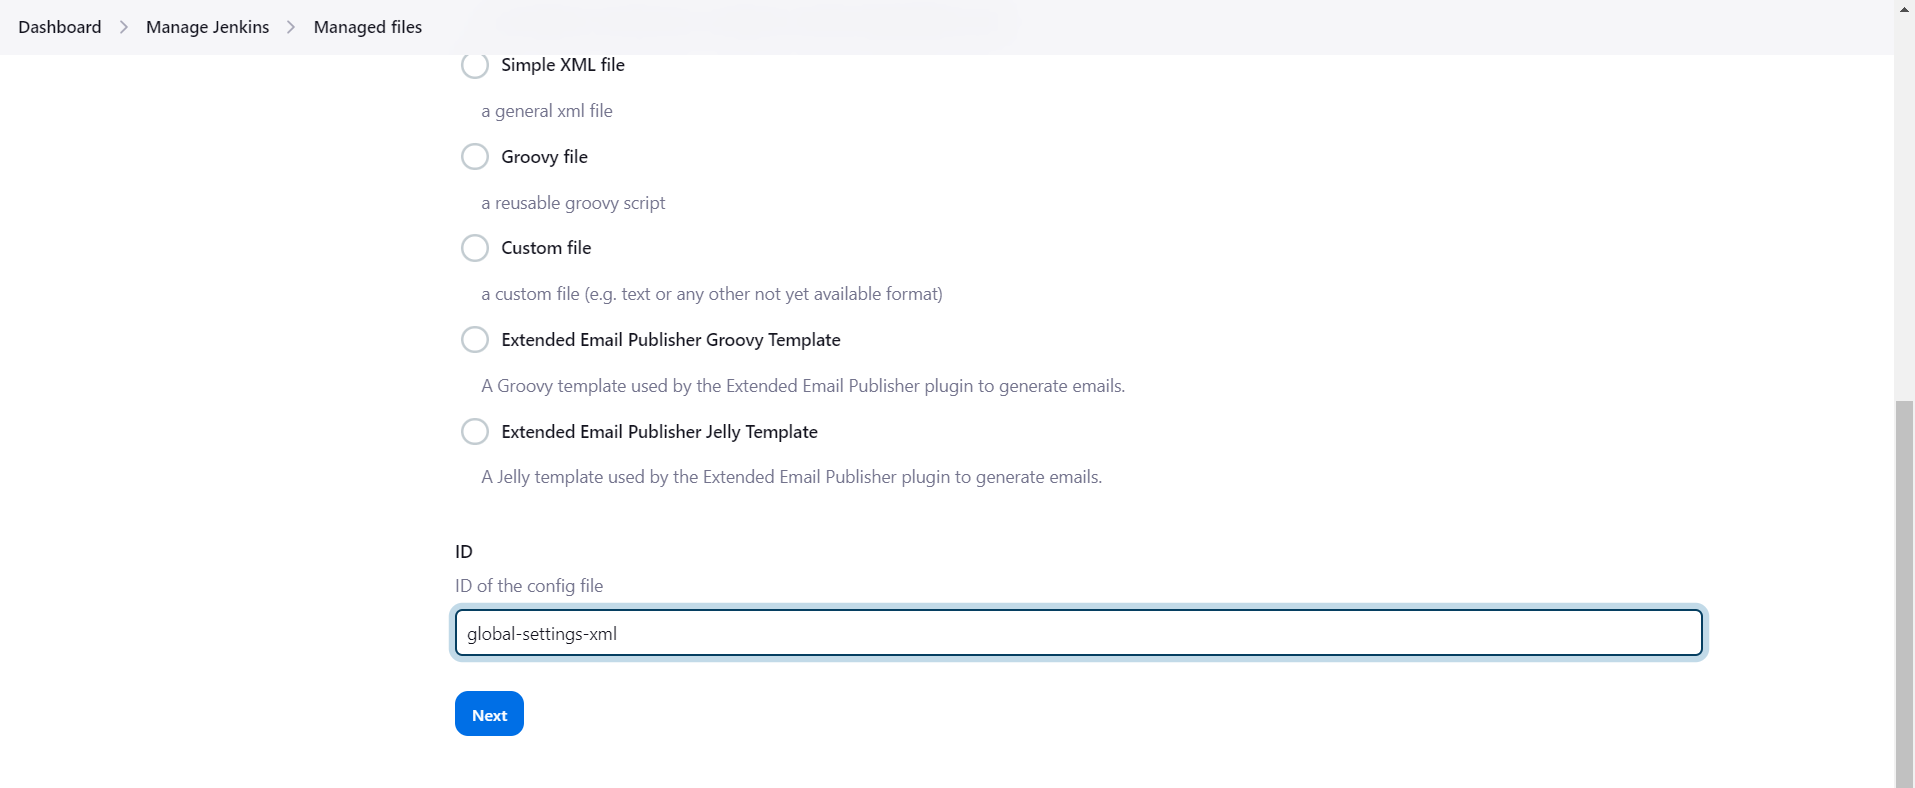 Dashboard Manage Jenkins Managed files
Simple XML file
a general xml file
Groovy file
a reusable groovy script
Custom file
a custom file (e.g. text or any other not yet available format)
Extended Email Publisher Groovy Template
A Groovy template used by the Extended Email Publisher plugin to generate emails.
Extended Email Publisher Jelly Template
A Jelly template used by the Extended Email Publisher plugin to generate emails.
ID
ID of the config file
global-settings-xml
Next